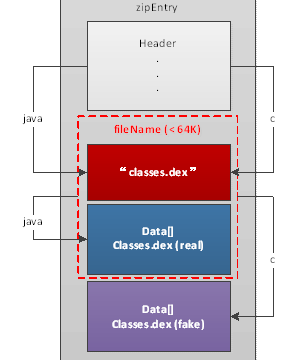 zipEntry
Header
.
.
.
java
c
fileName (< 64K)
“classes.dex”
java
Data[]
Classes.dex (real)
c
Data[]
Classes.dex (fake)